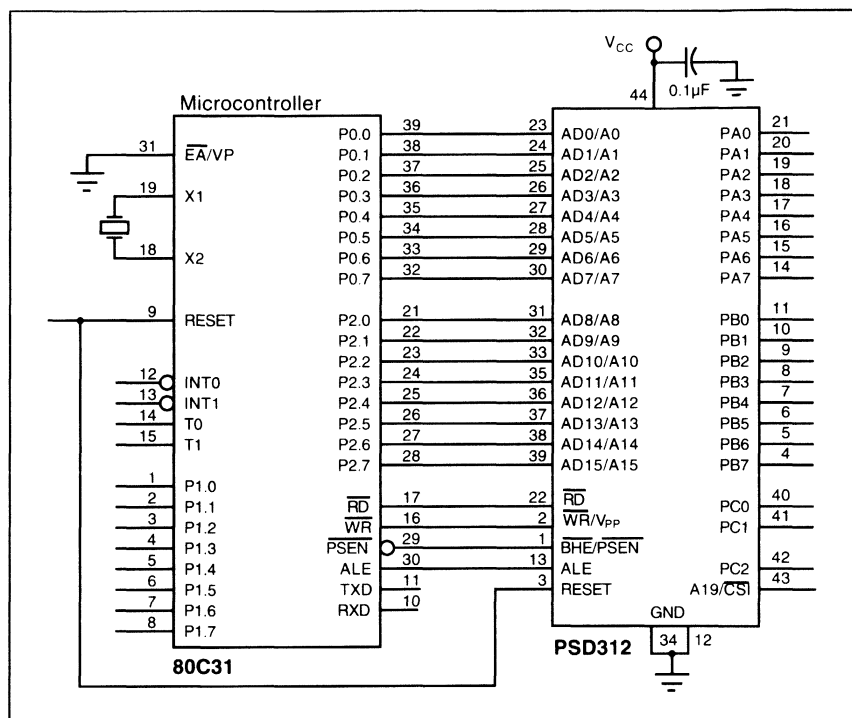 VCC
0.1µF
44
Microcontroller
31 EA/VP
19 X1
18 X2
9 RESET
12 INT0
13 INT1
14 T0
15 T1
1 P1.0
2 P1.1
3 P1.2
4 P1.3
5 P1.4
6 P1.5
7 P1.6
8 P1.7
P0.0 39
P0.1 38
P0.2 37
P0.3 36
P0.4 35
P0.5 34
P0.6 33
P0.7 32
P2.0 21
P2.1 22
P2.2 23
P2.3 24
P2.4 25
P2.5 26
P2.6 27
P2.7 28
RD 17
WR 16
PSEN 29
ALE 30
TXD 11
RXD 10
80C31
23 AD0/A0
24 AD1/A1
25 AD2/A2
26 AD3/A3
27 AD4/A4
28 AD5/A5
29 AD6/A6
30 AD7/A7
31 AD8/A8
32 AD9/A9
33 AD10/A10
35 AD11/A11
36 AD12/A12
37 AD13/A13
38 AD14/A14
39 AD15/A15
22 RD
2 WR/VPP
1 BHE/PSEN
13 ALE
3 RESET
PA0 21
PA1 20
PA2 19
PA3 18
PA4 17
PA5 16
PA6 15
PA7 14
PB0 11
PB1 10
PB2 9
PB3 8
PB4 7
PB5 6
PB6 5
PB7 4
PC0 40
PC1 41
PC2 42
A19/CSI 43
GND
34 12
PSD312